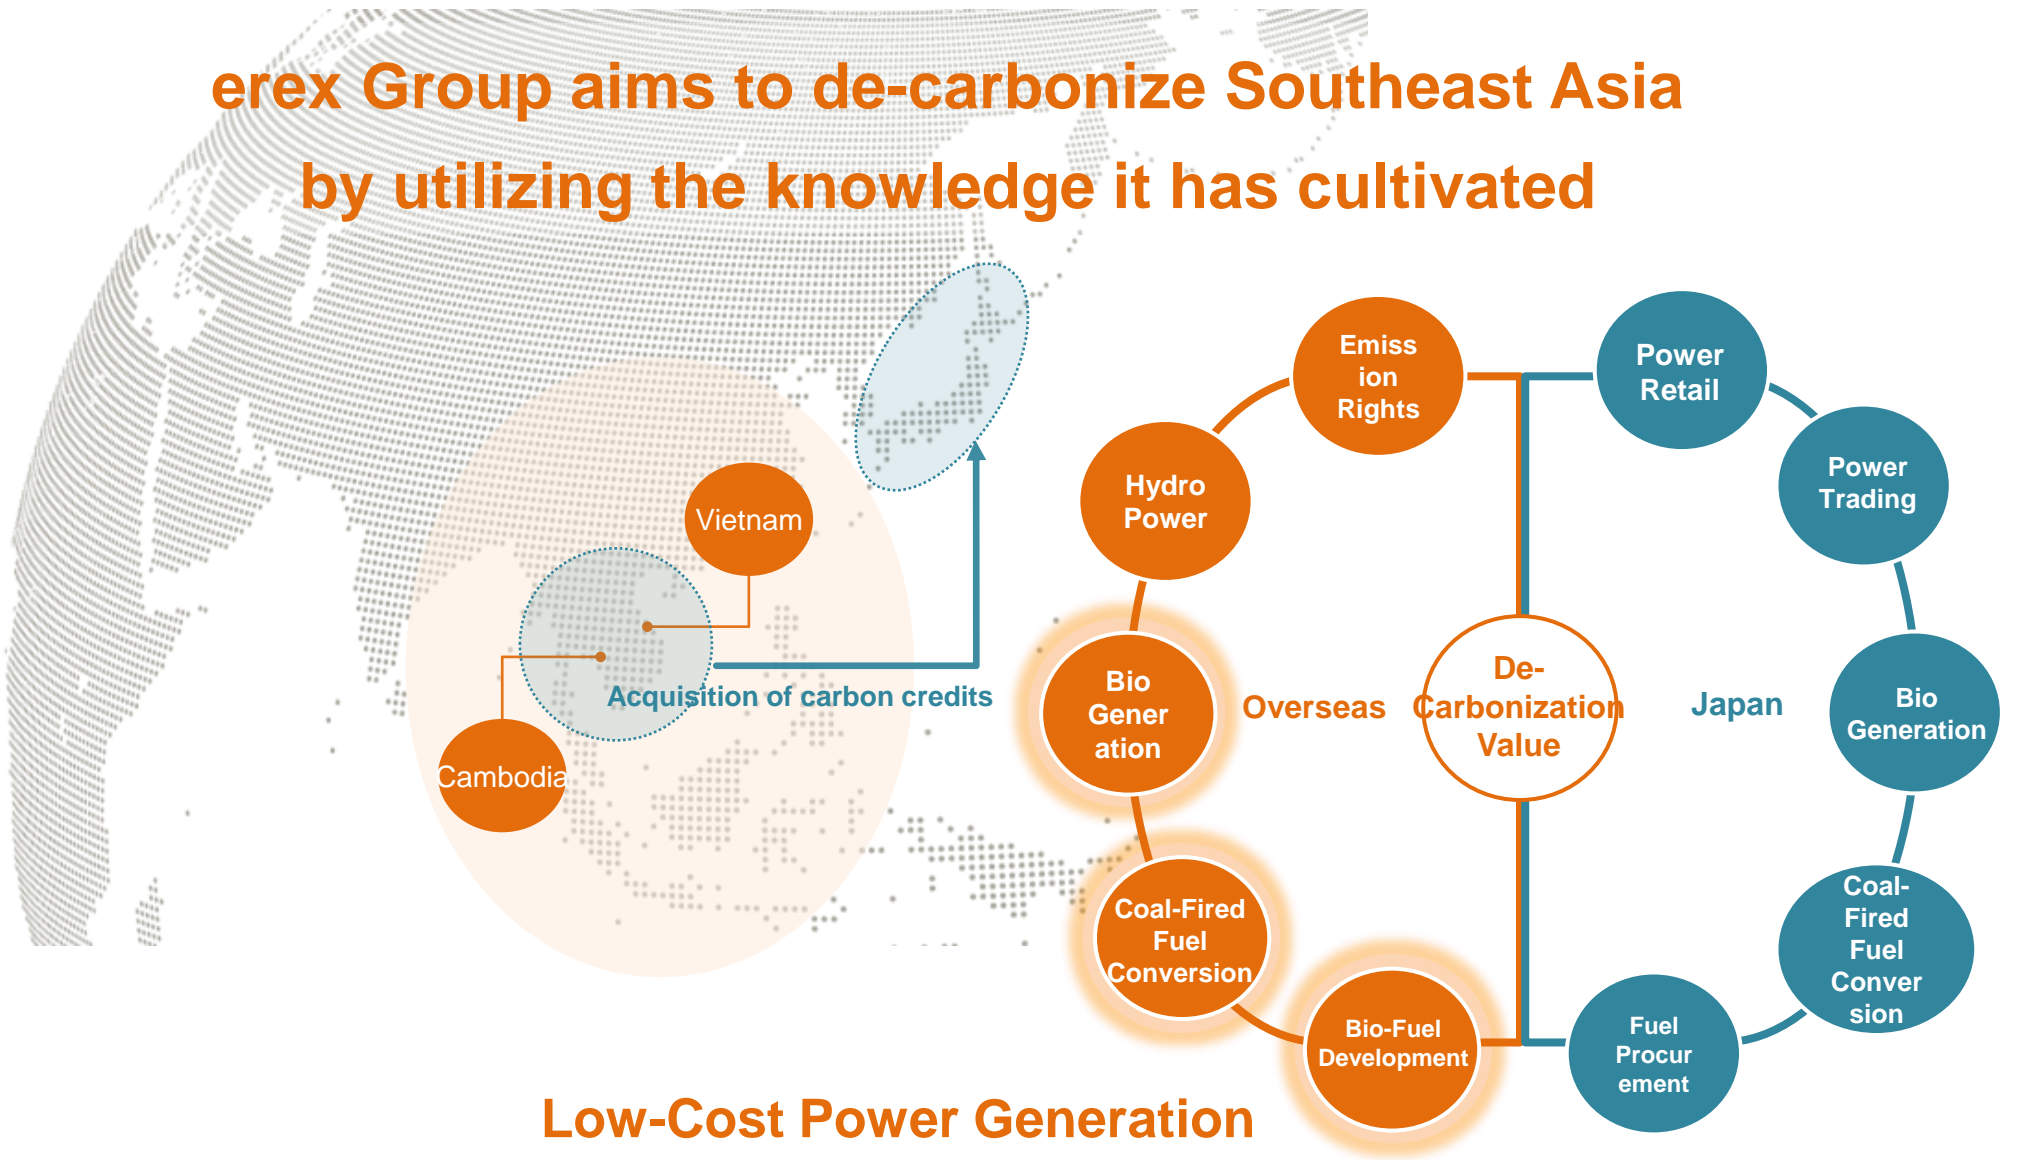 erex Group aims to de-carbonize Southeast Asia
by utilizing the knowledge it has cultivated
Vietnam
Cambodia
Acquisition of carbon credits
Emiss
ion
Rights
Hydro
Power
Bio
Gener
ation
Coal-Fired
Fuel
Conversion
Bio-Fuel
Development
Overseas
De-
Carbonization
Value
Japan
Power
Retail
Power
Trading
Bio
Generation
Coal-
Fired
Fuel
Conver
sion
Fuel
Procur
ement
Low-Cost Power Generation